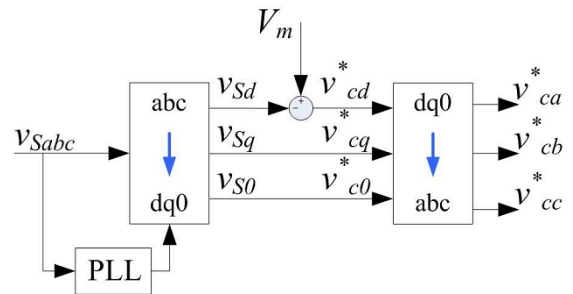 V_m
v_Sabc
abc
dq0
PLL
v_Sd
v_Sq
v_S0
- +
v*_cd
v*_cq
v*_c0
dq0
abc
v*_ca
v*_cb
v*_cc